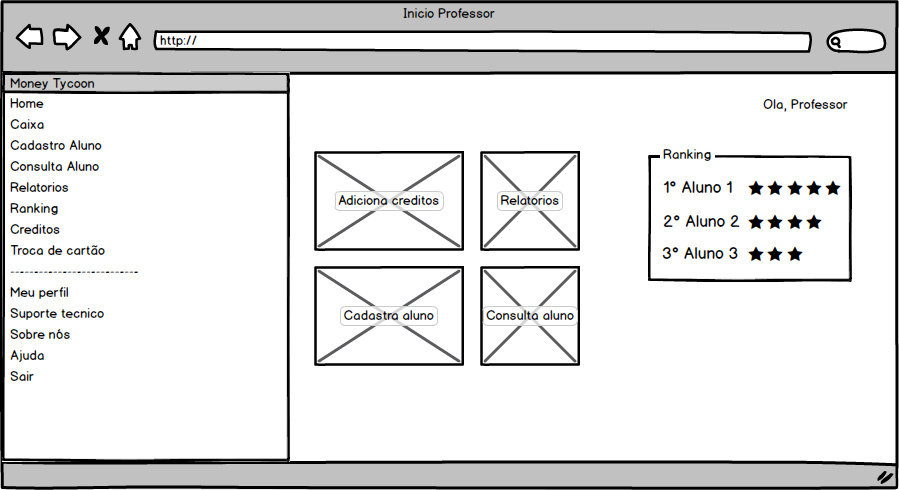 Inicio Professor
http://
Money Tycoon
Home
Caixa
Cadastro Aluno
Consulta Aluno
Relatorios
Ranking
Creditos
Troca de cartão
---------------------------
Meu perfil
Suporte tecnico
Sobre nós
Ajuda
Sair
Ola, Professor
Adiciona creditos
Relatorios
Cadastra aluno
Consulta aluno
Ranking
1° Aluno 1 ★★★★★
2° Aluno 2 ★★★★
3° Aluno 3 ★★★